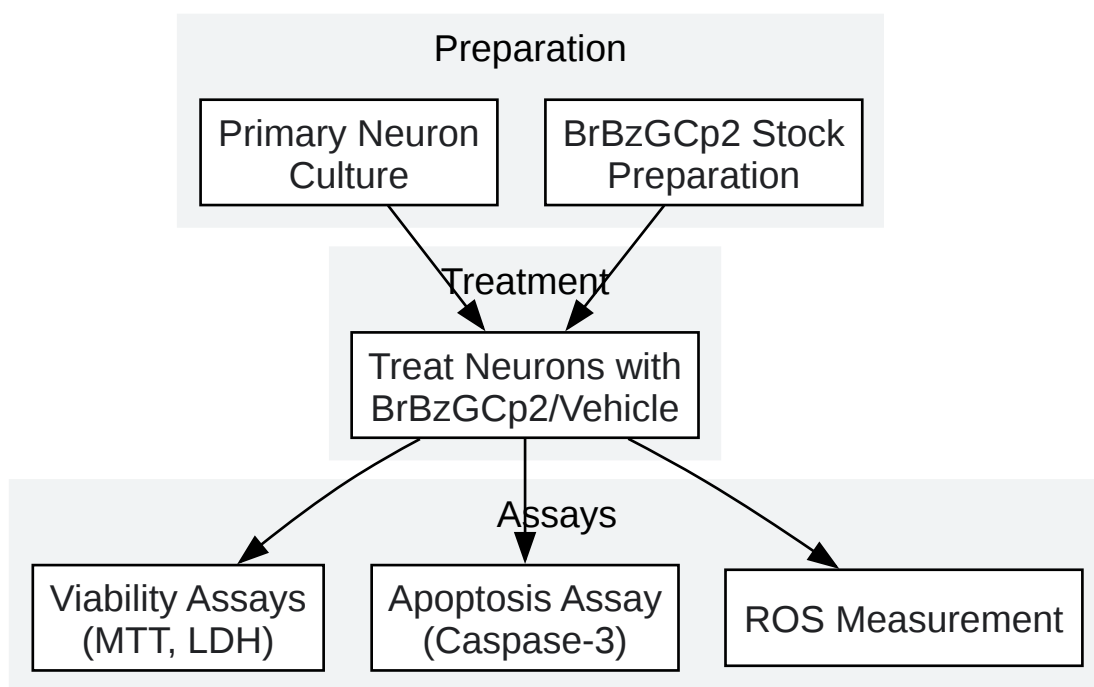 Preparation
Primary Neuron
Culture
BrBzGCp2 Stock
Preparation
Treatment
Treat Neurons with
BrBzGCp2/Vehicle
Assays
Viability Assays
(MTT, LDH)
Apoptosis Assay
(Caspase-3)
ROS Measurement